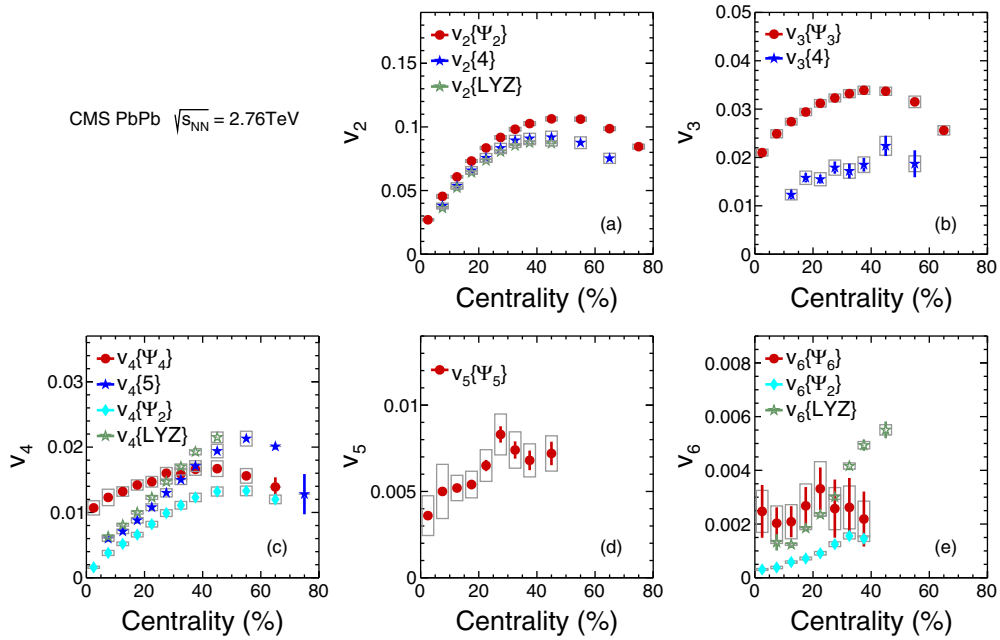 CMS PbPb √s_NN = 2.76TeV
v2
0.15
0.1
0.05
0
v2{Ψ2}
v2{4}
v2{LYZ}
(a)
0 20 40 60 80
Centrality (%)
v3
0.05
0.04
0.03
0.02
0.01
0
v3{Ψ3}
v3{4}
(b)
0 20 40 60 80
Centrality (%)
v4
0.03
0.02
0.01
0
v4{Ψ4}
v4{5}
v4{Ψ2}
v4{LYZ}
(c)
0 20 40 60 80
Centrality (%)
v5
0.01
0.005
0
v5{Ψ5}
(d)
0 20 40 60 80
Centrality (%)
v6
0.008
0.006
0.004
0.002
0
v6{Ψ6}
v6{Ψ2}
v6{LYZ}
(e)
0 20 40 60 80
Centrality (%)